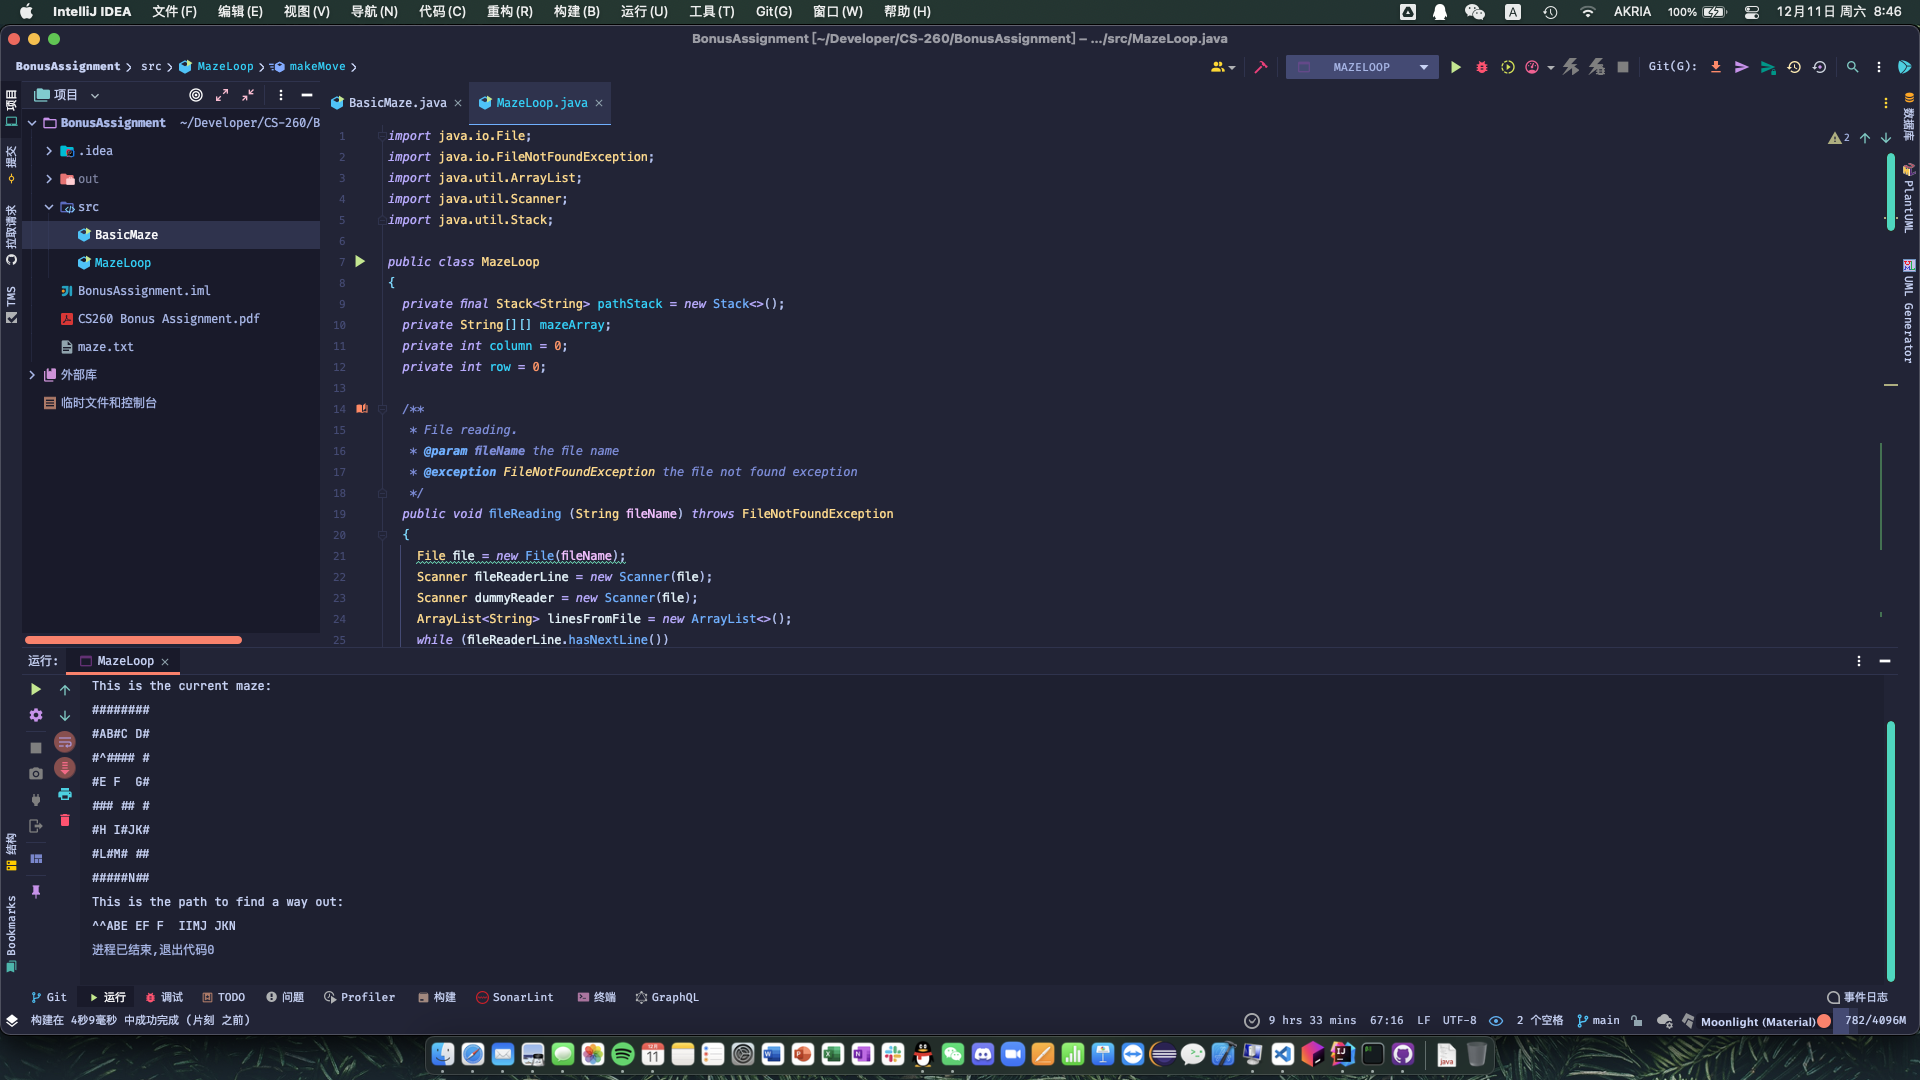 IntelliJ IDEA 文件(F) 编辑(E) 视图(V) 导航(N) 代码(C) 重构(R) 构建(B) 运行(U) 工具(T) Git(G) 窗口(W) 帮助(H) A AKRIA 100% 12月11日 周六 8:46
BonusAssignment [~/Developer/CS-260/BonusAssignment] – .../src/MazeLoop.java
BonusAssignment src MazeLoop makeMove MAZELOOP Git(G):
项目 BasicMaze.java MazeLoop.java
BonusAssignment ~/Developer/CS-260/B
.idea
out
src
BasicMaze
MazeLoop
BonusAssignment.iml
CS260 Bonus Assignment.pdf
maze.txt
外部库
临时文件和控制台
项目
提交
拉取请求
TMS
结构
Bookmarks
1 import java.io.File;
2 import java.io.FileNotFoundException;
3 import java.util.ArrayList;
4 import java.util.Scanner;
5 import java.util.Stack;
6
7 public class MazeLoop
8 {
9 private final Stack<String> pathStack = new Stack<>();
10 private String[][] mazeArray;
11 private int column = 0;
12 private int row = 0;
13
14 /**
15 * File reading.
16 * @param fileName the file name
17 * @exception FileNotFoundException the file not found exception
18 */
19 public void fileReading (String fileName) throws FileNotFoundException
20 {
21 File file = new File(fileName);
22 Scanner fileReaderLine = new Scanner(file);
23 Scanner dummyReader = new Scanner(file);
24 ArrayList<String> linesFromFile = new ArrayList<>();
25 while (fileReaderLine.hasNextLine())
2
数据库
PlantUML
UML Generator
运行: MazeLoop
This is the current maze:
########
#AB#C D#
#^#### #
#E F  G#
### ## #
#H I#JK#
#L#M# ##
#####N##
This is the path to find a way out:
^^ABE EF F  IIMJ JKN
进程已结束,退出代码0
Git 运行 调试 TODO 问题 Profiler 构建 SonarLint 终端 GraphQL 事件日志
构建在 4秒9毫秒 中成功完成 (片刻 之前) 9 hrs 33 mins 67:16 LF UTF-8 2 个空格 main Moonlight (Material) 782/4096M